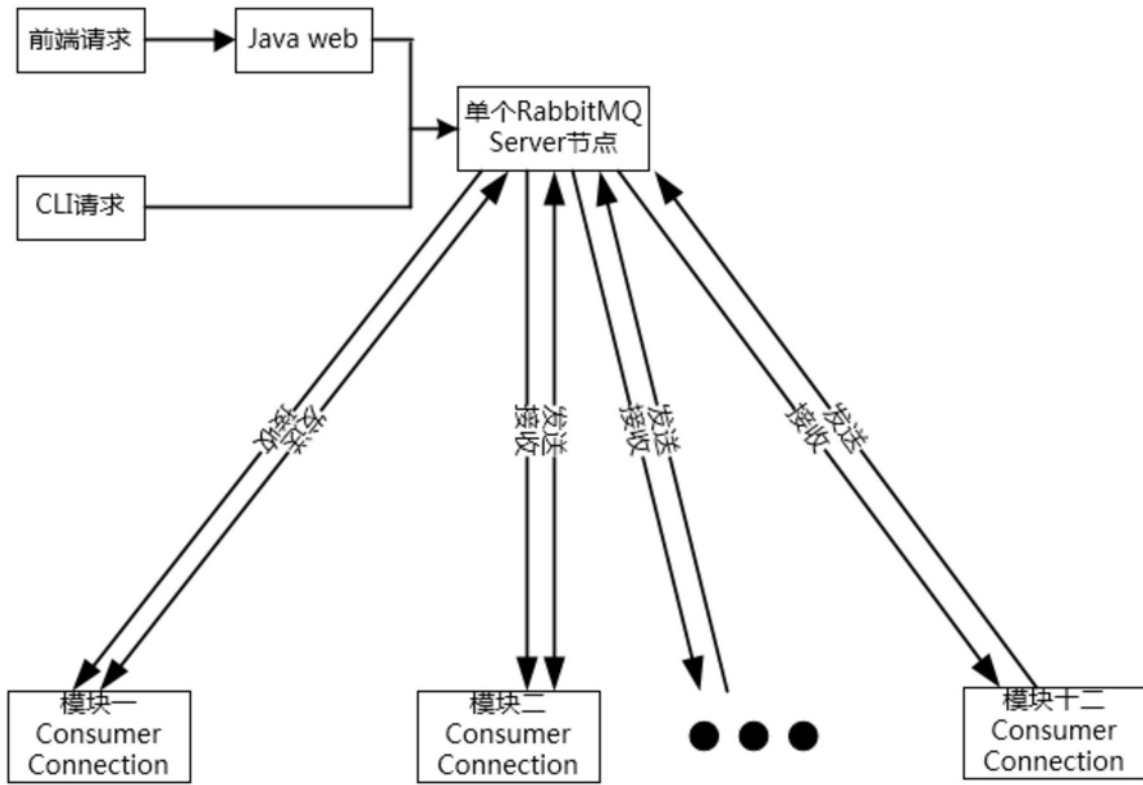 前端请求
Java web
单个RabbitMQ
Server节点
CLI请求
接收
发送
接收
发送
接收
发送
接收
发送
模块一
Consumer
Connection
模块二
Consumer
Connection
模块十二
Consumer
Connection